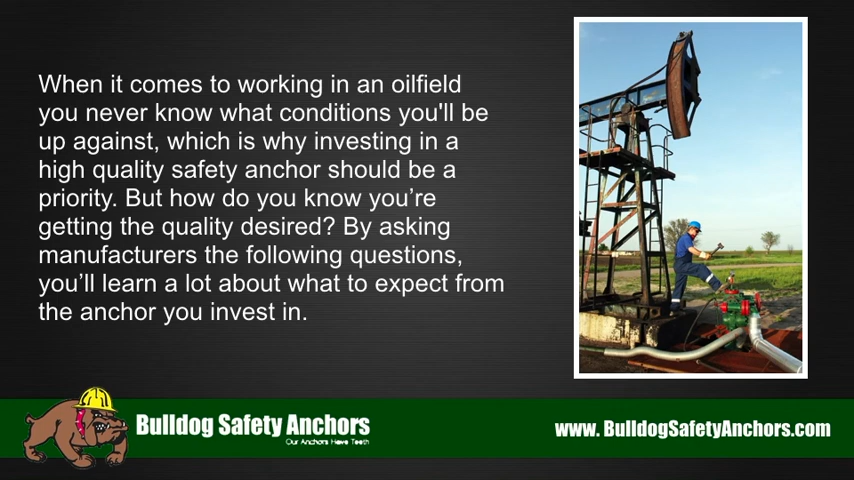 When it comes to working in an oilfield
you never know what conditions you'll be
up against, which is why investing in a
high quality safety anchor should be a
priority. But how do you know you’re
getting the quality desired? By asking
manufacturers the following questions,
you’ll learn a lot about what to expect from
the anchor you invest in.
Bulldog Safety Anchors
Our Anchors Have Teeth
www. BulldogSafetyAnchors.com